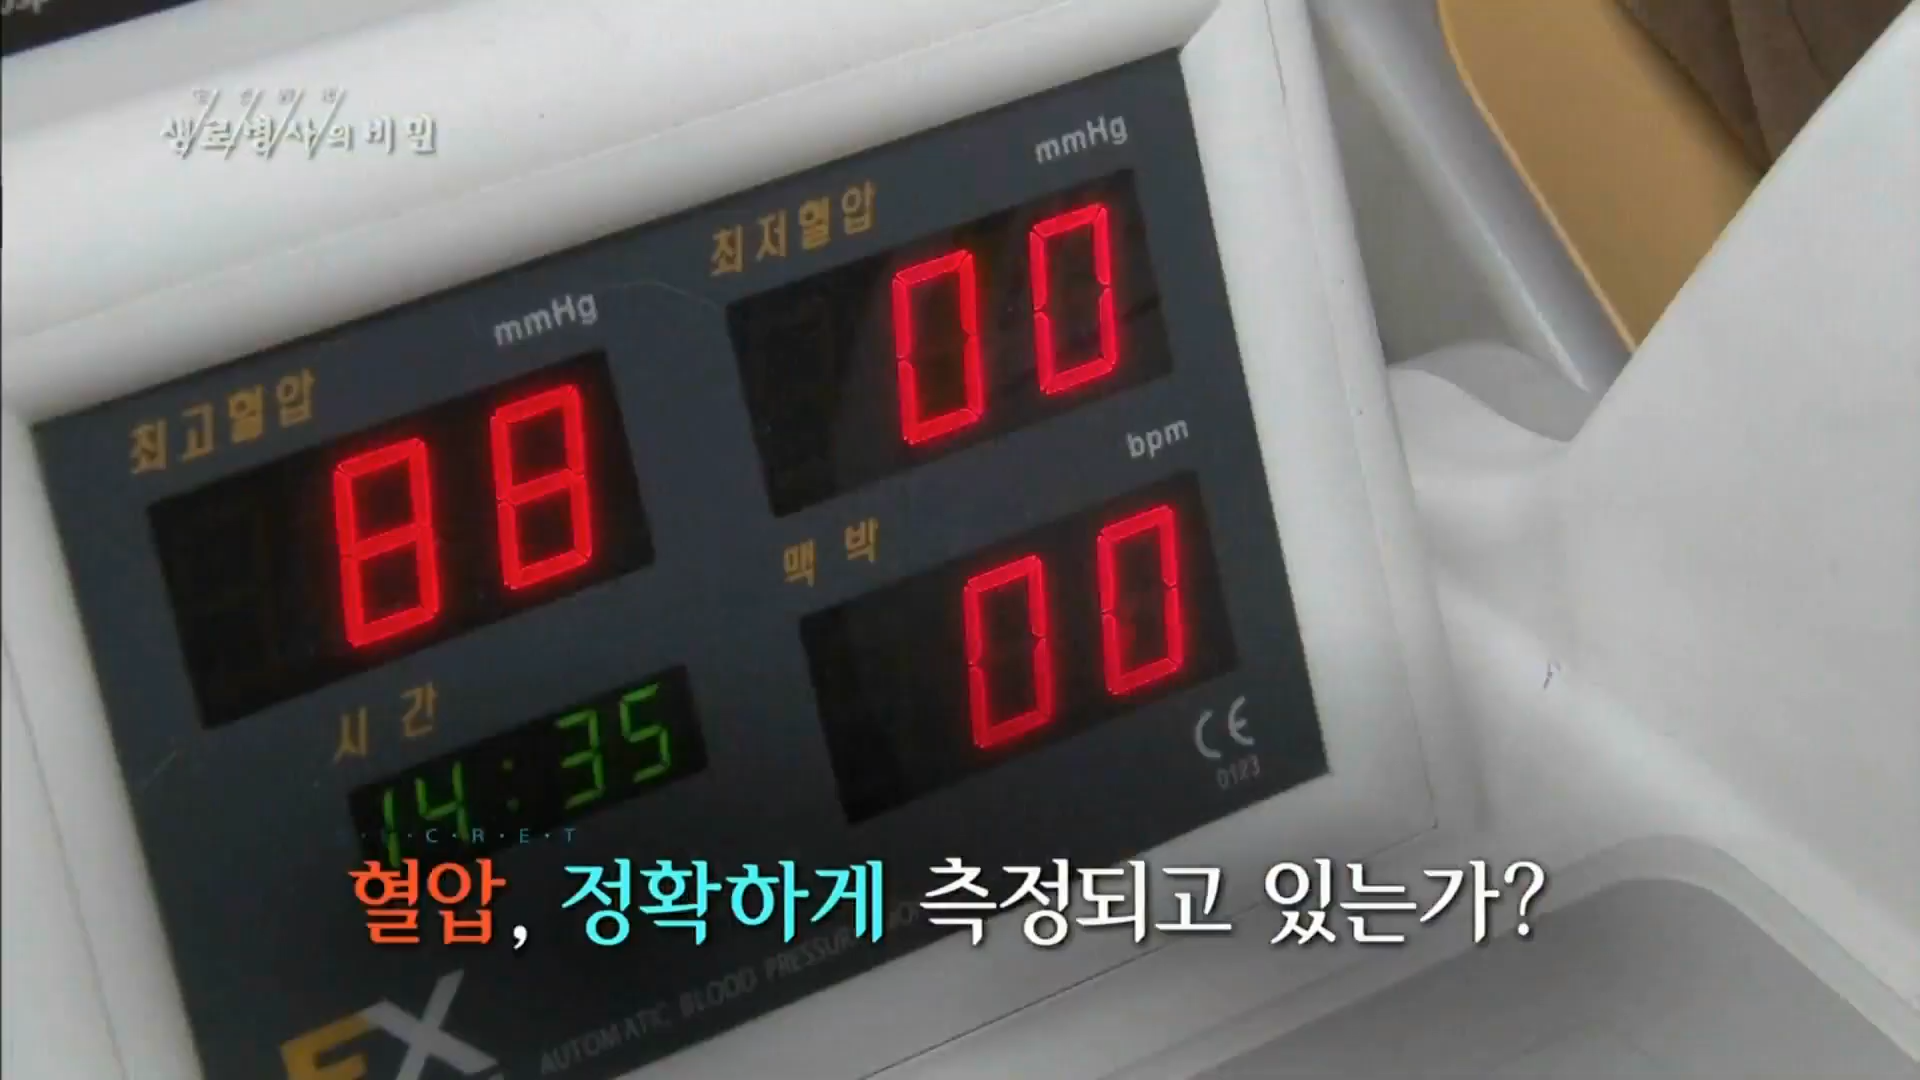 생로병사의 비밀
mmHg
최저혈압
00
mmHg
최고혈압
88
bpm
맥박
00
시간
14:35
CE
0123
C·R·E·T
혈압, 정확하게 측정되고 있는가?
AUTOMATIC BLOOD PRESSURE
FX